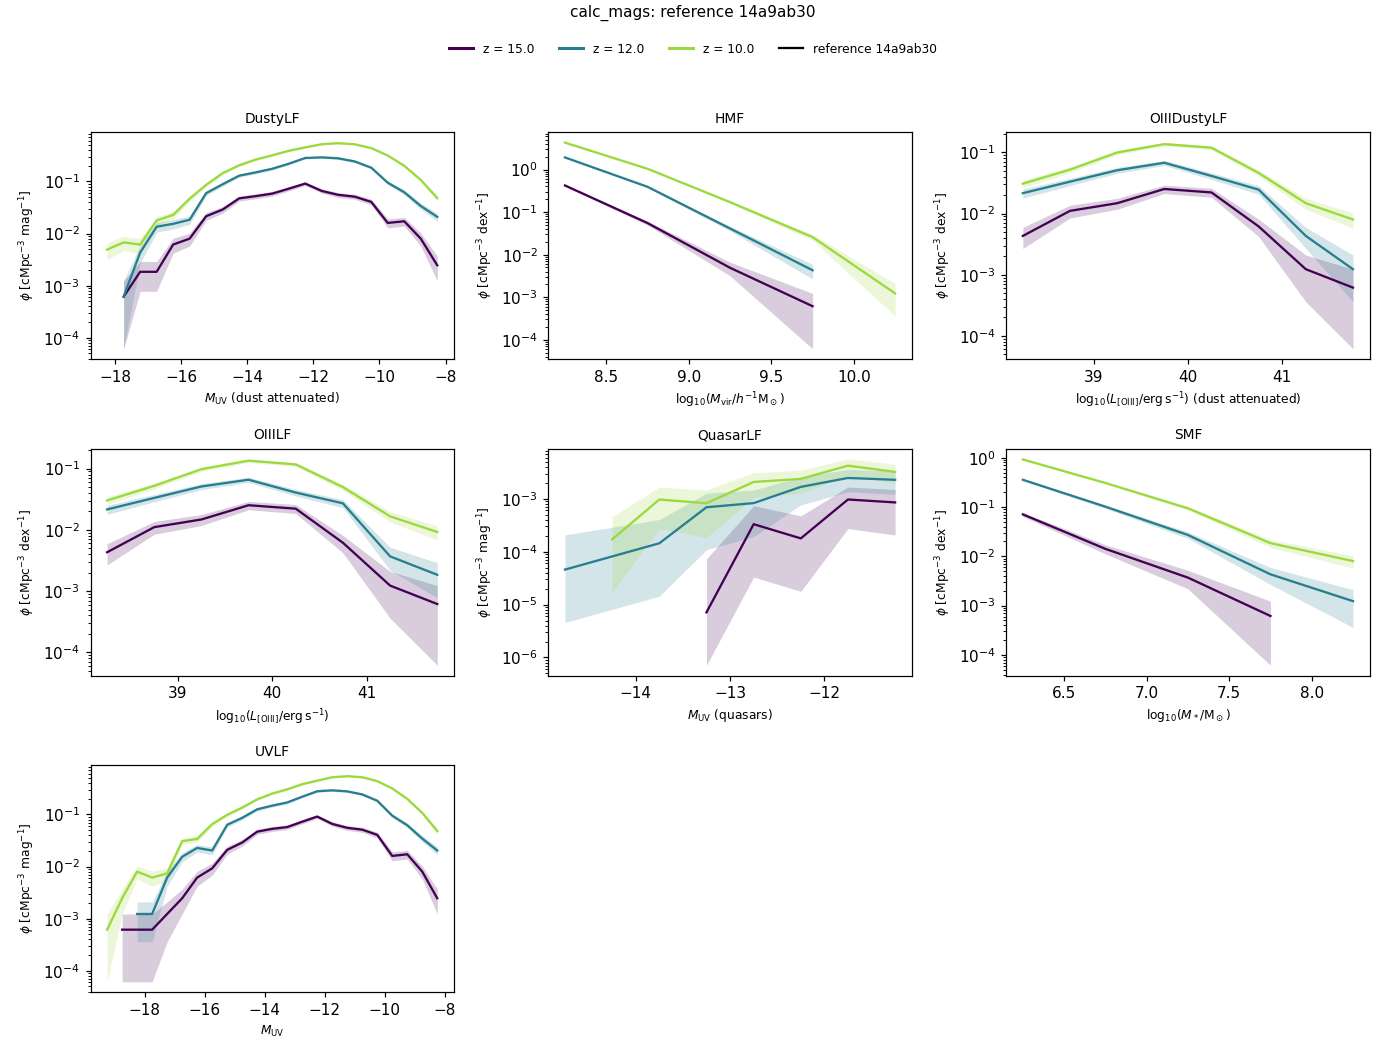 calc_mags: reference 14a9ab30
z = 15.0 z = 12.0 z = 10.0 reference 14a9ab30
DustyLF
ϕ [cMpc⁻³ mag⁻¹]
10⁻¹
10⁻²
10⁻³
10⁻⁴
−18 −16 −14 −12 −10 −8
M_UV (dust attenuated)
HMF
ϕ [cMpc⁻³ dex⁻¹]
10⁰
10⁻¹
10⁻²
10⁻³
10⁻⁴
8.5 9.0 9.5 10.0
log₁₀(M_vir/h⁻¹M_⊙)
OIIIDustyLF
ϕ [cMpc⁻³ dex⁻¹]
10⁻¹
10⁻²
10⁻³
10⁻⁴
39 40 41
log₁₀(L_[OIII]/erg s⁻¹) (dust attenuated)
OIIILF
ϕ [cMpc⁻³ dex⁻¹]
10⁻¹
10⁻²
10⁻³
10⁻⁴
39 40 41
log₁₀(L_[OIII]/erg s⁻¹)
QuasarLF
ϕ [cMpc⁻³ mag⁻¹]
10⁻³
10⁻⁴
10⁻⁵
10⁻⁶
−14 −13 −12
M_UV (quasars)
SMF
ϕ [cMpc⁻³ dex⁻¹]
10⁰
10⁻¹
10⁻²
10⁻³
10⁻⁴
6.5 7.0 7.5 8.0
log₁₀(M_*/M_⊙)
UVLF
ϕ [cMpc⁻³ mag⁻¹]
10⁻¹
10⁻²
10⁻³
10⁻⁴
−18 −16 −14 −12 −10 −8
M_UV